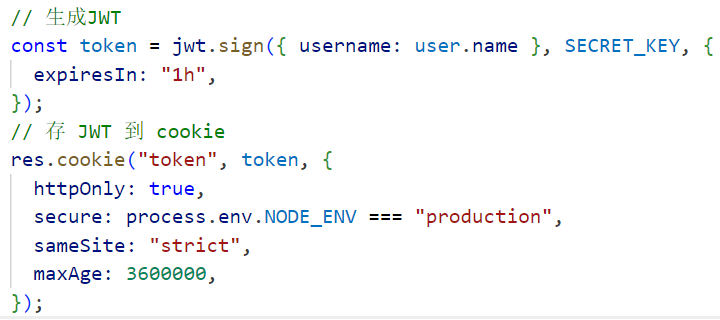 // 生成JWT
const token = jwt.sign({ username: user.name }, SECRET_KEY, {
  expiresIn: "1h",
});
// 存 JWT 到 cookie
res.cookie("token", token, {
  httpOnly: true,
  secure: process.env.NODE_ENV === "production",
  sameSite: "strict",
  maxAge: 3600000,
});